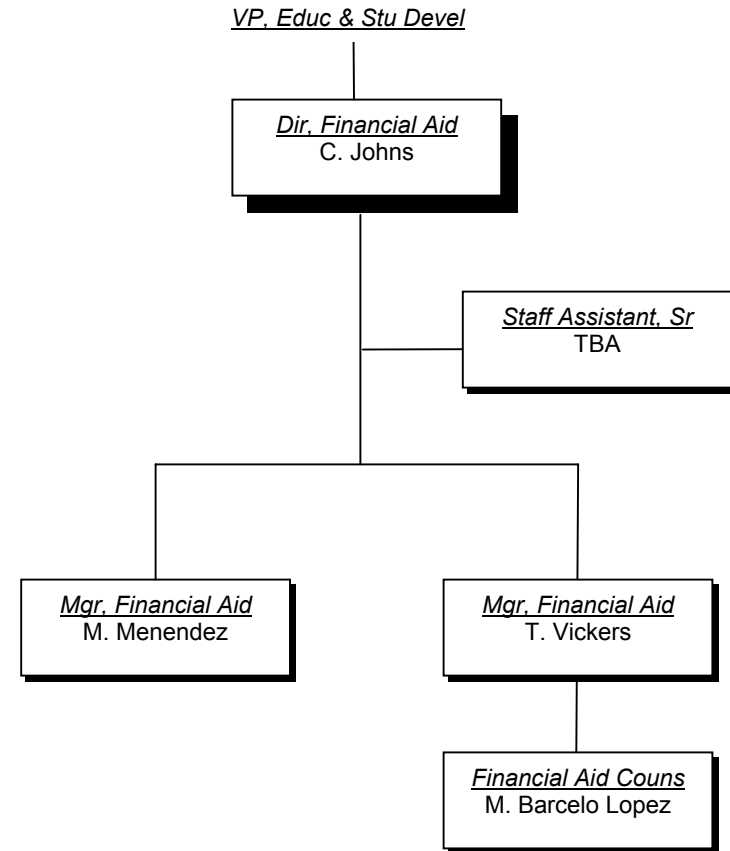 VP, Educ & Stu Devel
Dir, Financial Aid
C. Johns
Staff Assistant, Sr
TBA
Mgr, Financial Aid
M. Menendez
Mgr, Financial Aid
T. Vickers
Financial Aid Couns
M. Barcelo Lopez